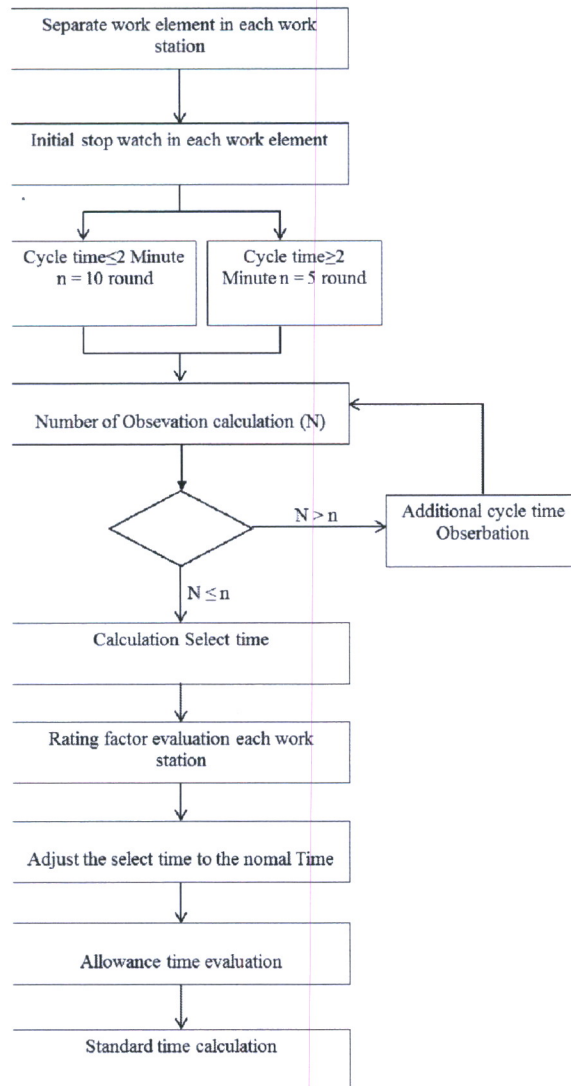 Separate work element in each work
station
Initial stop watch in each work element
Cycle time≤2 Minute
n = 10 round
Cycle time≥2
Minute n = 5 round
Number of Obsevation calculation (N)
N > n
Additional cycle time
Obserbation
N ≤ n
Calculation Select time
Rating factor evaluation each work
station
Adjust the select time to the nomal Time
Allowance time evaluation
Standard time calculation